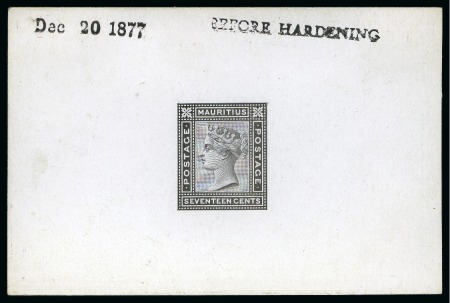 Dec 20 1877 BEFORE HARDENING
MAURITIUS
POSTAGE
POSTAGE
SEVENTEEN CENTS